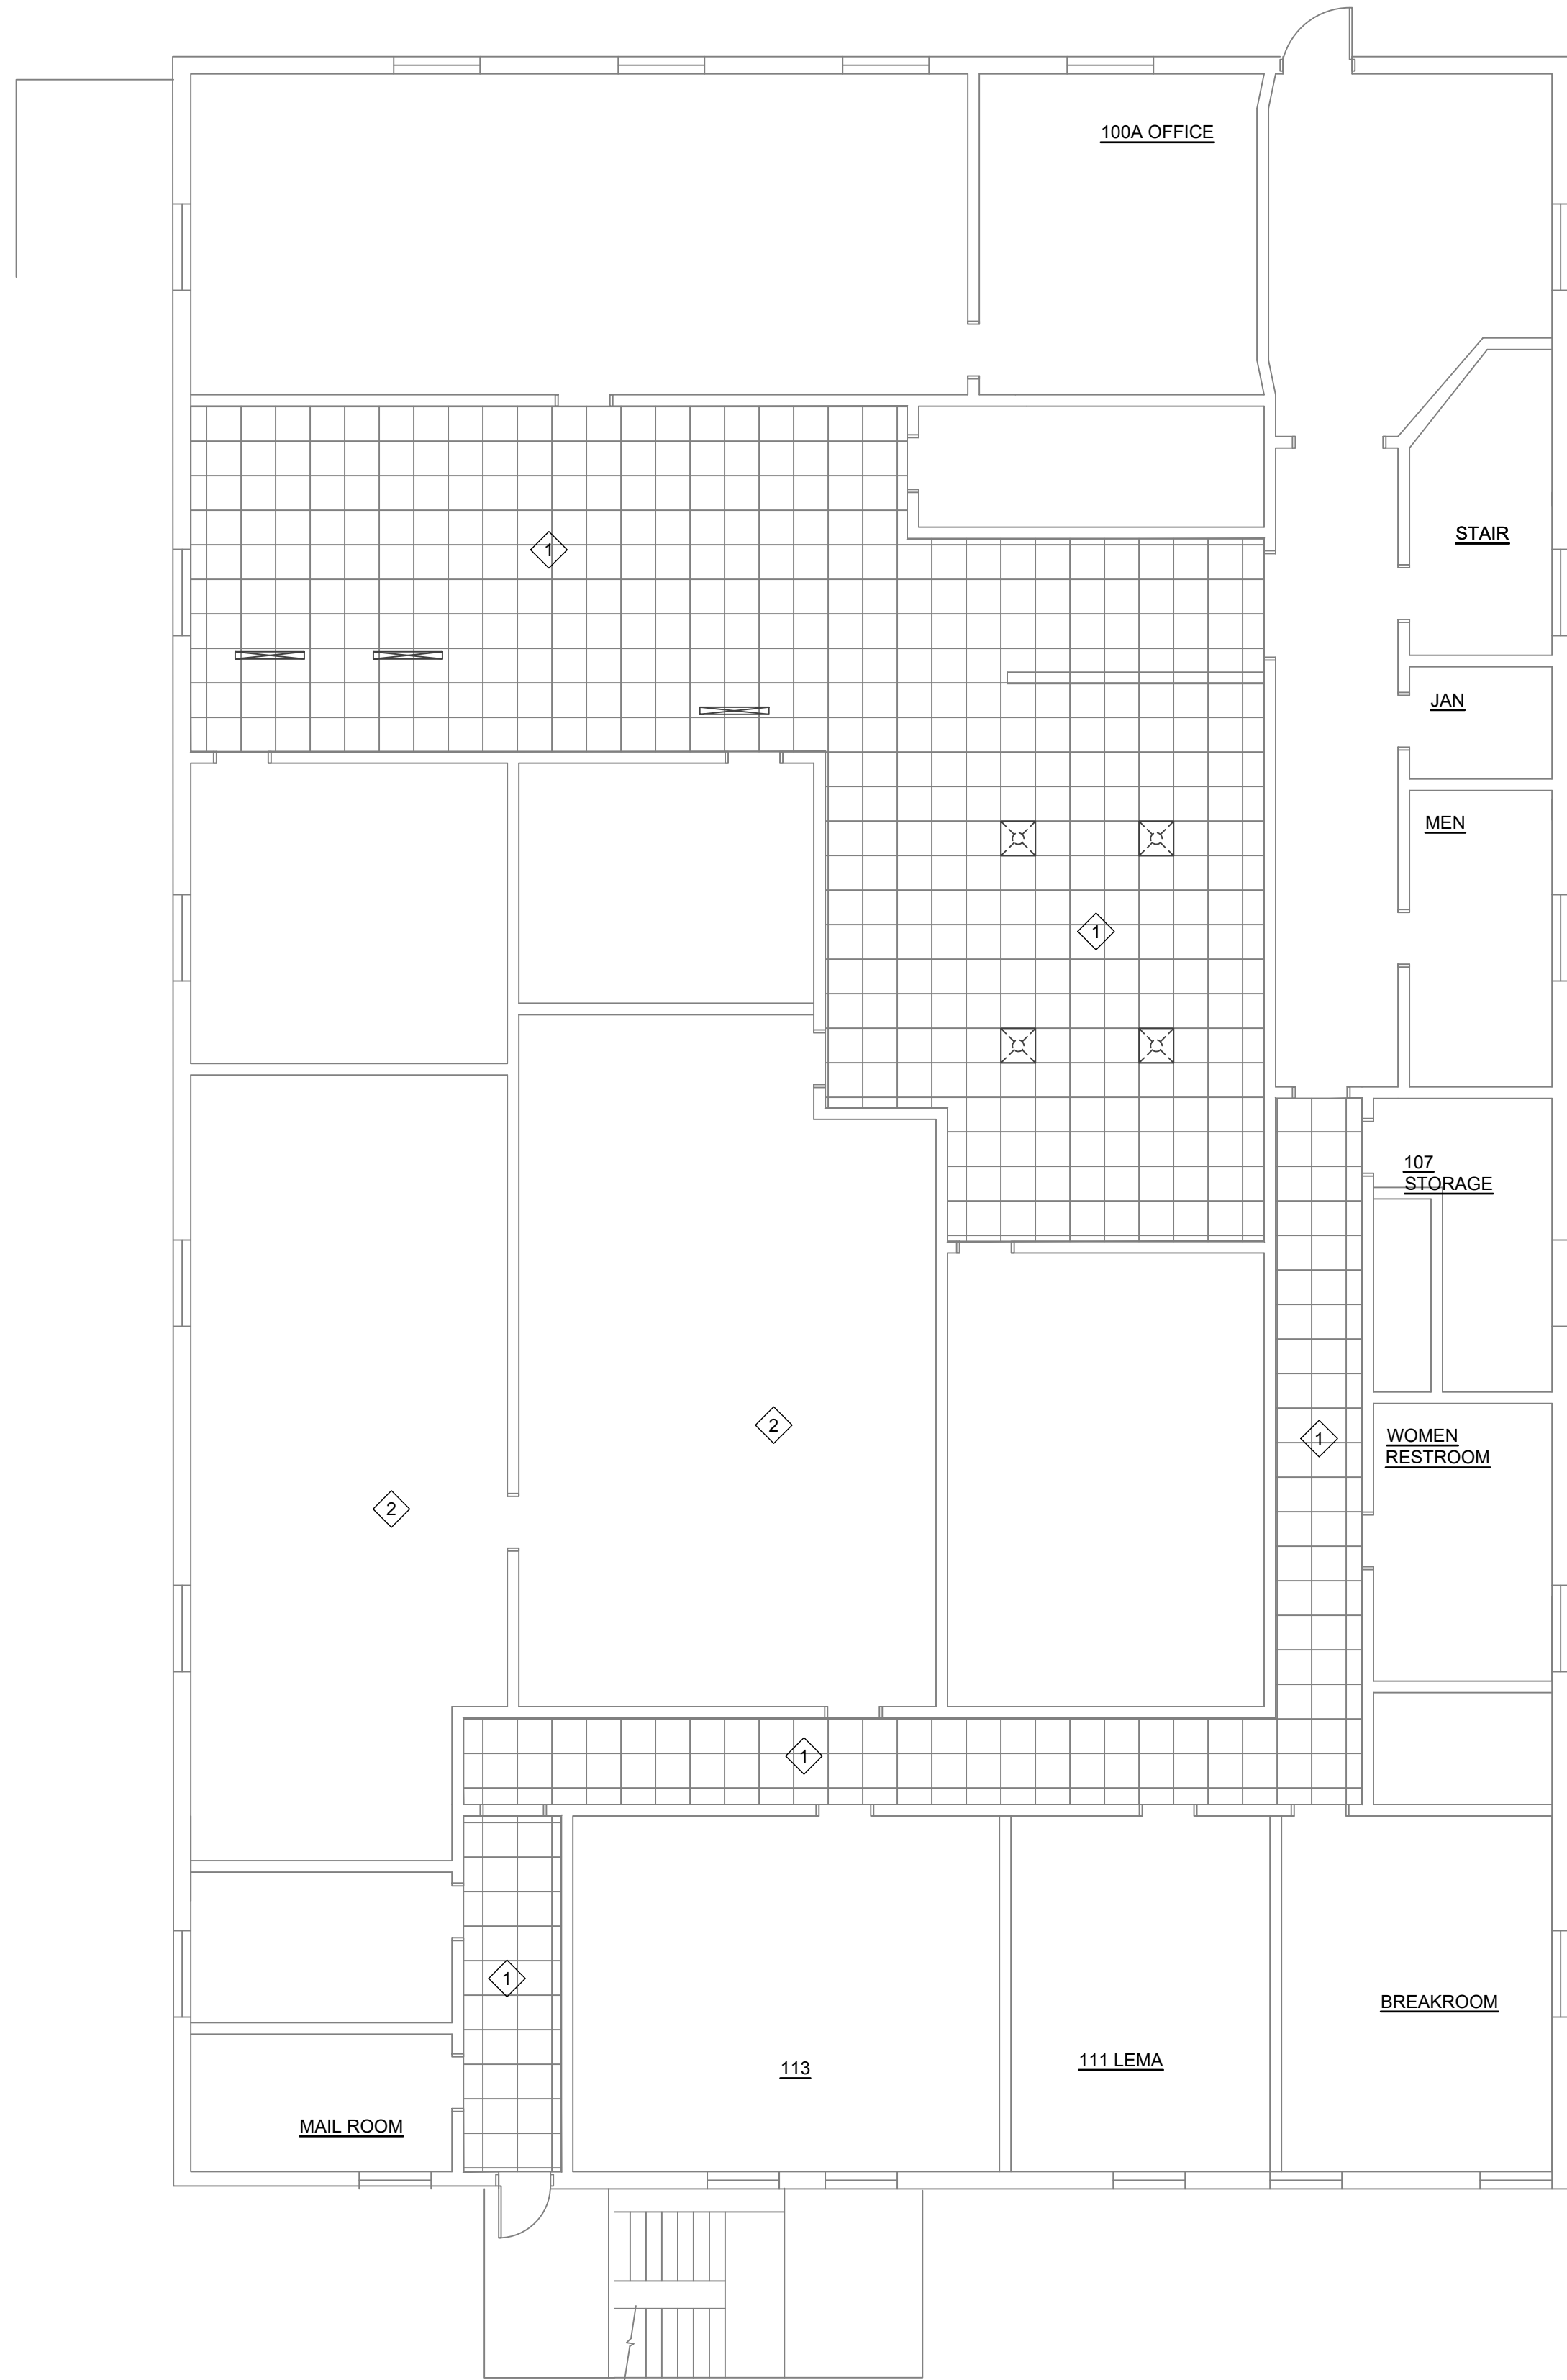 100A OFFICE
STAIR
1
JAN
MEN
1
107
STORAGE
2
WOMEN
RESTROOM
1
2
1
1
BREAKROOM
111 LEMA
113
MAIL ROOM